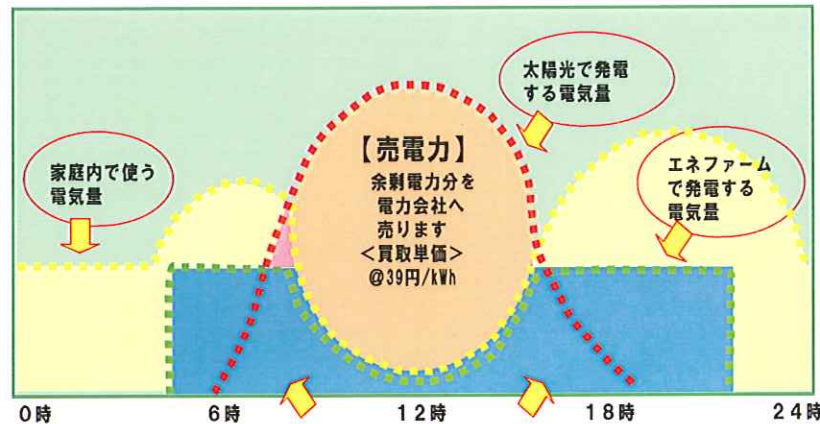 太陽光で発電
する電気量
【売電力】
余剰電力分を
電力会社へ
売ります
<買取単価>
@39円/kWh
家庭内で使う
電気量
エネファーム
で発電する
電気量
0時 6時 12時 18時 24時